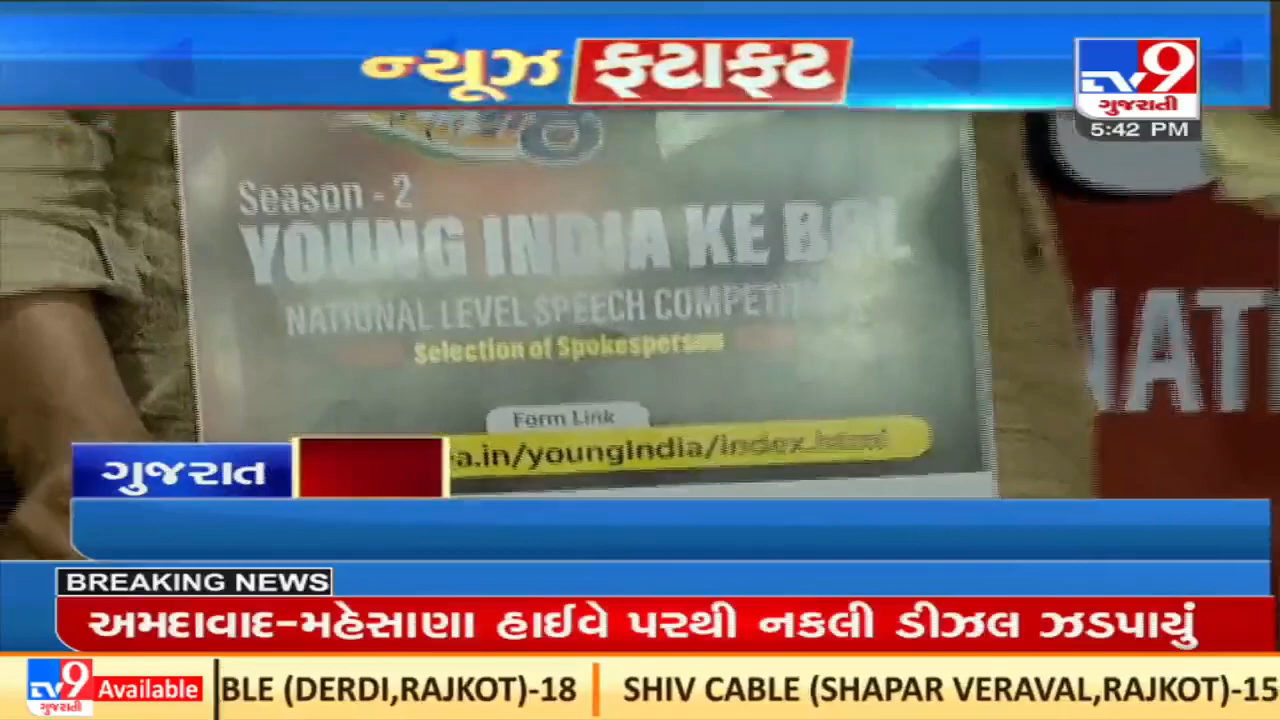 ન્યૂઝ ફટાફટ
TV9
ગુજરાતી
5:42 PM
Season - 2
YOUNG INDIA KE BOL
NATIONAL LEVEL SPEECH
Selection of Spokesperson
NAT
Form Link
a.in/youngIndia/index.html
ગુજરાત
BREAKING NEWS
અમદાવાદ-મહેસાણા હાઈવે પરથી નકલી ડીઝલ ઝડપાયું
TV9 ગુજરાતી Available BLE (DERDI,RAJKOT)-18 SHIV CABLE (SHAPAR VERAVAL,RAJKOT)-15